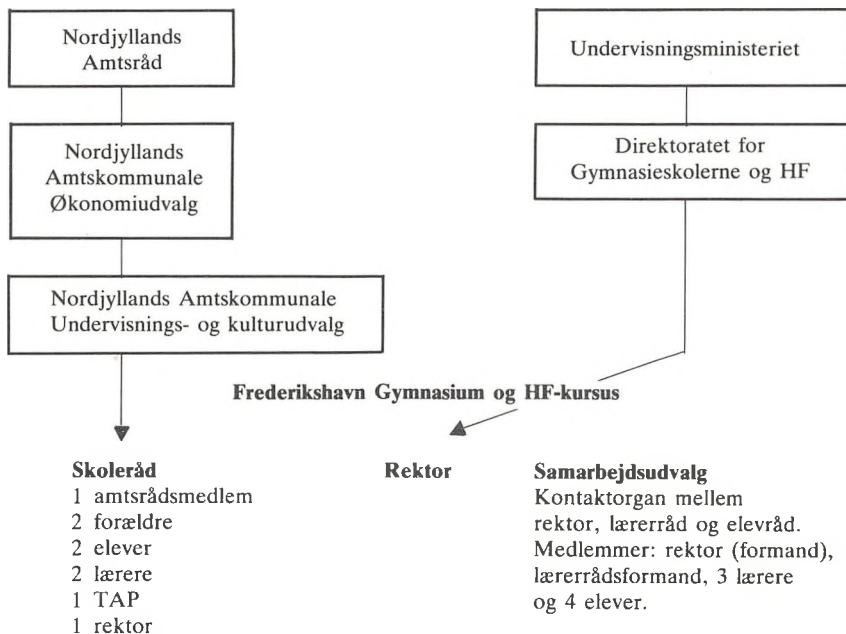 Nordjyllands
Amtsråd
Undervisningsministeriet
Nordjyllands
Amtskommunale
Økonomiudvalg
Direktoratet for
Gymnasieskolerne og HF
Nordjyllands Amtskommunale
Undervisnings- og kulturudvalg
Frederikshavn Gymnasium og HF-kursus
Skoleråd
1 amtsrådsmedlem
2 forældre
2 elever
2 lærere
1 TAP
1 rektor
Rektor
Samarbejdsudvalg
Kontaktorgan mellem
rektor, lærerråd og elevråd.
Medlemmer: rektor (formand),
lærerrådsformand, 3 lærere
og 4 elever.